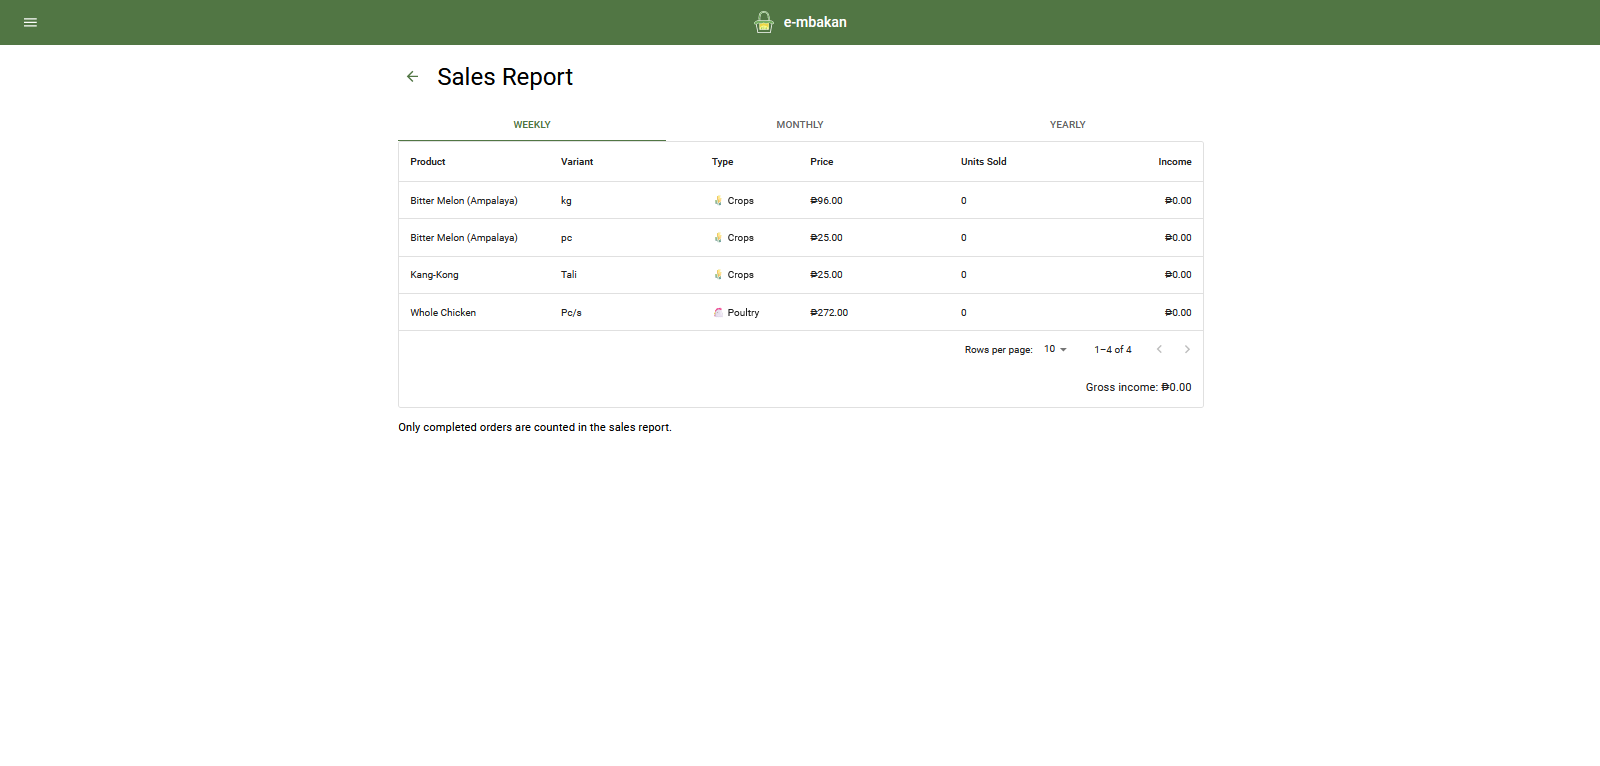 e-mbakan
Sales Report
WEEKLY MONTHLY YEARLY
Product Variant Type Price Units Sold Income
Bitter Melon (Ampalaya) kg Crops ₱96.00 0 ₱0.00
Bitter Melon (Ampalaya) pc Crops ₱25.00 0 ₱0.00
Kang-Kong Tali Crops ₱25.00 0 ₱0.00
Whole Chicken Pc/s Poultry ₱272.00 0 ₱0.00
Rows per page: 10 1–4 of 4
Gross income: ₱0.00
Only completed orders are counted in the sales report.